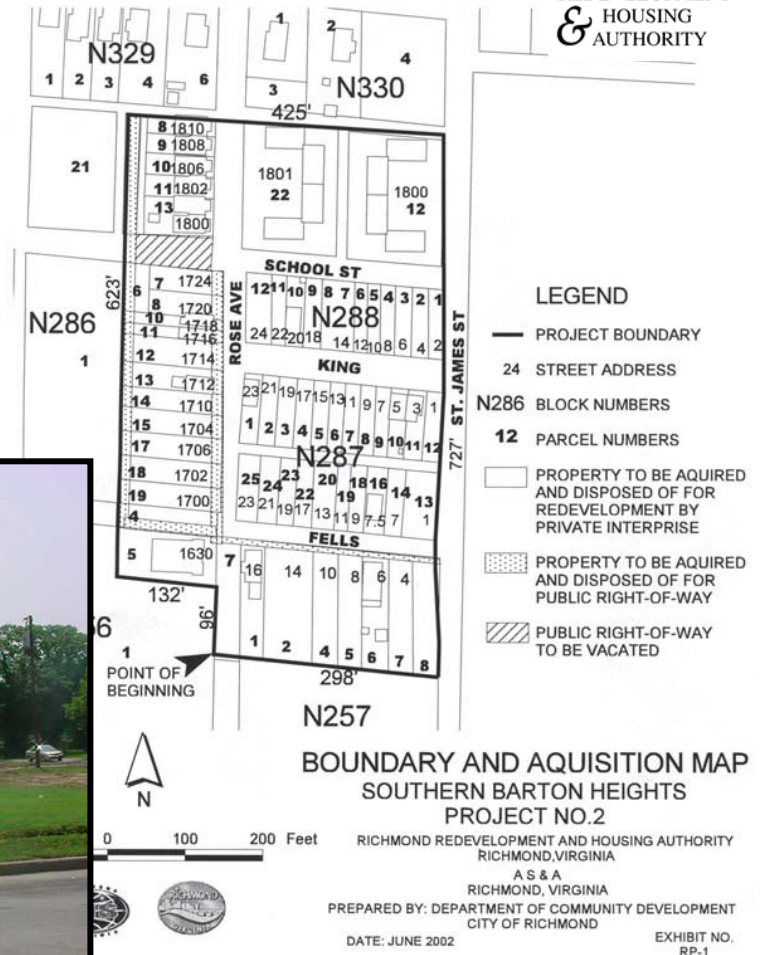 & HOUSING
AUTHORITY
N329
1 2 3 4 6
1 2 4
N330
3
425'
21
8 1810
9 1808
10 1806
11 1802
13
1800
1801
22
1800
12
SCHOOL ST
623'
6
7 1724
8 1720
10 1718
11 1716
12 1714
13 1712
14 1710
15 1704
17 1706
18 1702
19 1700
4
ROSE AVE
N286
1
12 11 10 9 8 7 6 5 4 3 2 1
N288
24 22 20 18 14 12 10 8 6 4 2
KING
ST. JAMES ST
727'
23 21 19 17 15 13 11 9 7 5 3 1
1 2 3 4 5 6 7 8 9 10 11 12
N287
25 24 23 22 20 19 18 16 14 13
23 21 19 17 13 11 9 7.5 7 1
FELLS
5 1630
7
16 14 10 8 6 4
132'
96'
1 2 4 5 6 7 8
6
1
POINT OF
BEGINNING
298'
N257
LEGEND
PROJECT BOUNDARY
24 STREET ADDRESS
N286 BLOCK NUMBERS
12 PARCEL NUMBERS
PROPERTY TO BE AQUIRED
AND DISPOSED OF FOR
REDEVELOPMENT BY
PRIVATE INTERPRISE
PROPERTY TO BE AQUIRED
AND DISPOSED OF FOR
PUBLIC RIGHT-OF-WAY
PUBLIC RIGHT-OF-WAY
TO BE VACATED
N
0 100 200 Feet
BOUNDARY AND AQUISITION MAP
SOUTHERN BARTON HEIGHTS
PROJECT NO.2
RICHMOND REDEVELOPMENT AND HOUSING AUTHORITY
RICHMOND,VIRGINIA
A S & A
RICHMOND, VIRGINIA
PREPARED BY: DEPARTMENT OF COMMUNITY DEVELOPMENT
CITY OF RICHMOND
DATE: JUNE 2002
EXHIBIT NO.
RP-1